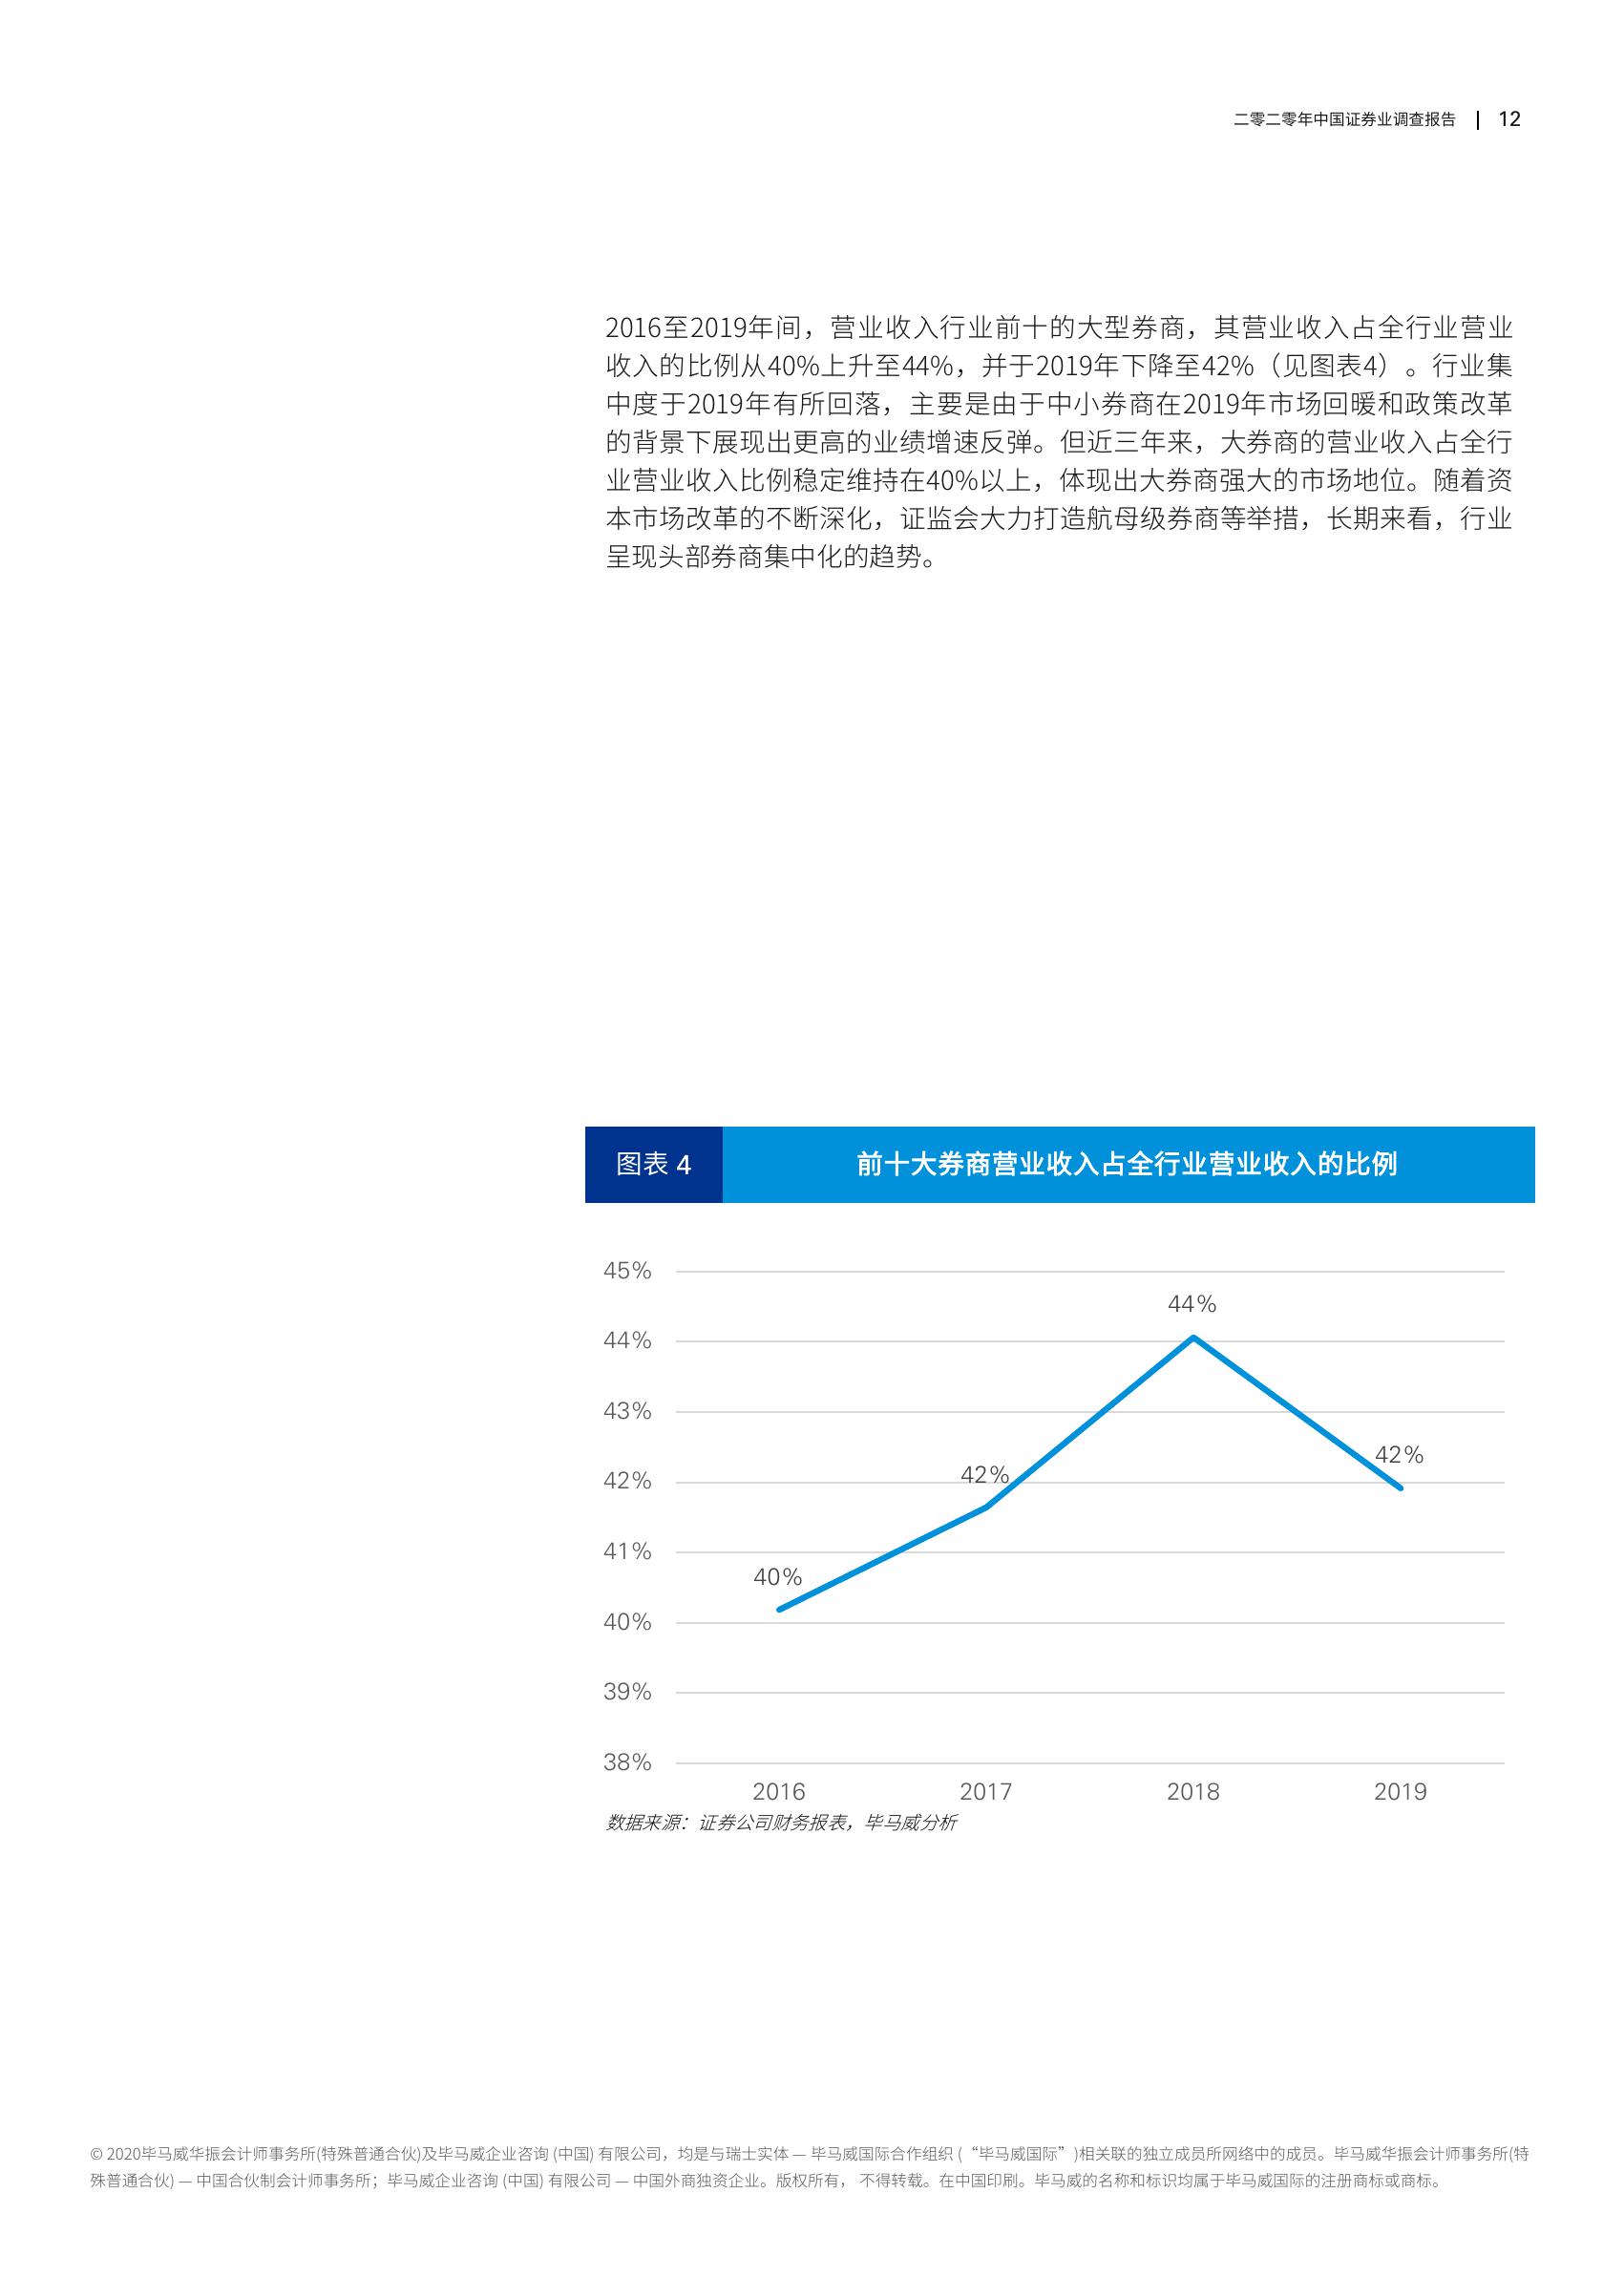 二零二零年中国证券业调查报告 | 12
2016至2019年间，营业收入行业前十的大型券商，其营业收入占全行业营业
收入的比例从40%上升至44%，并于2019年下降至42%（见图表4）。行业集
中度于2019年有所回落，主要是由于中小券商在2019年市场回暖和政策改革
的背景下展现出更高的业绩增速反弹。但近三年来，大券商的营业收入占全行
业营业收入比例稳定维持在40%以上，体现出大券商强大的市场地位。随着资
本市场改革的不断深化，证监会大力打造航母级券商等举措，长期来看，行业
呈现头部券商集中化的趋势。
图表 4 前十大券商营业收入占全行业营业收入的比例
45%
44%
44%
43%
42%
42%
42%
41%
40%
40%
39%
38%
2016 2017 2018 2019
数据来源：证券公司财务报表，毕马威分析
© 2020毕马威华振会计师事务所(特殊普通合伙)及毕马威企业咨询 (中国) 有限公司，均是与瑞士实体 — 毕马威国际合作组织 (“毕马威国际”)相关联的独立成员所网络中的成员。毕马威华振会计师事务所(特
殊普通合伙) — 中国合伙制会计师事务所；毕马威企业咨询 (中国) 有限公司 — 中国外商独资企业。版权所有， 不得转载。在中国印刷。毕马威的名称和标识均属于毕马威国际的注册商标或商标。